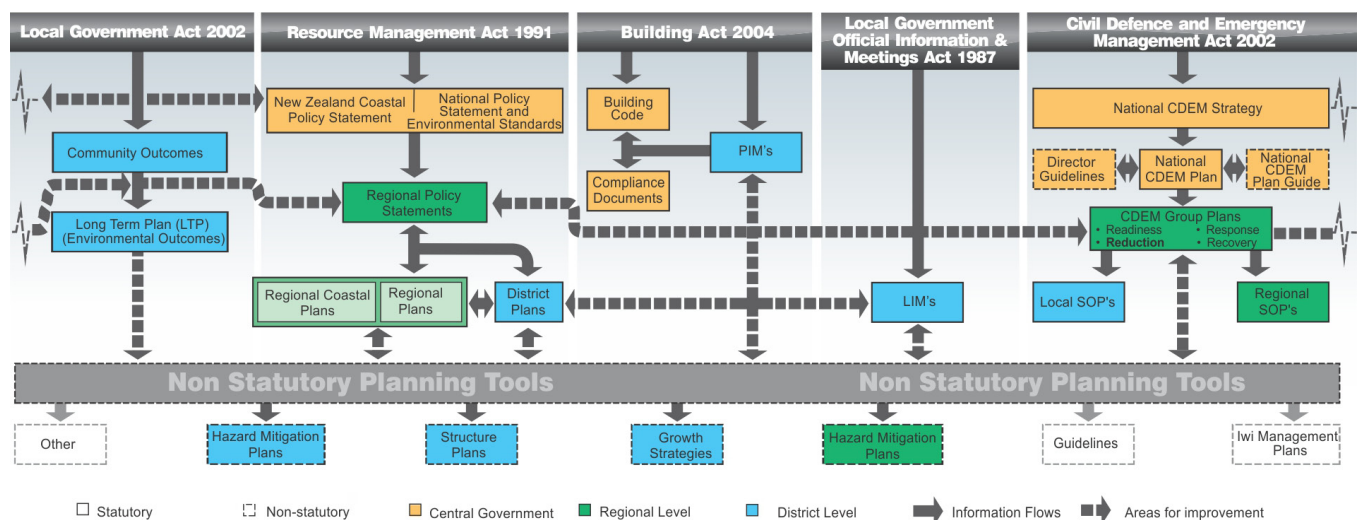 Local Government Act 2002
Resource Management Act 1991
Building Act 2004
Local Government
Official Information &
Meetings Act 1987
Civil Defence and Emergency
Management Act 2002
New Zealand Coastal
Policy Statement
National Policy
Statement and
Environmental Standards
Building
Code
National CDEM Strategy
Community Outcomes
PIM's
Director
Guidelines
National
CDEM Plan
National
CDEM
Plan Guide
Compliance
Documents
Regional Policy
Statements
Long Term Plan (LTP)
(Environmental Outcomes)
CDEM Group Plans
• Readiness
• Response
• Reduction
• Recovery
Regional Coastal
Plans
Regional
Plans
District
Plans
LIM's
Local SOP's
Regional
SOP's
Non Statutory Planning Tools
Non Statutory Planning Tools
Other
Hazard Mitigation
Plans
Structure
Plans
Growth
Strategies
Hazard Mitigation
Plans
Guidelines
Iwi Management
Plans
Statutory
Non-statutory
Central Government
Regional Level
District Level
Information Flows
Areas for improvement